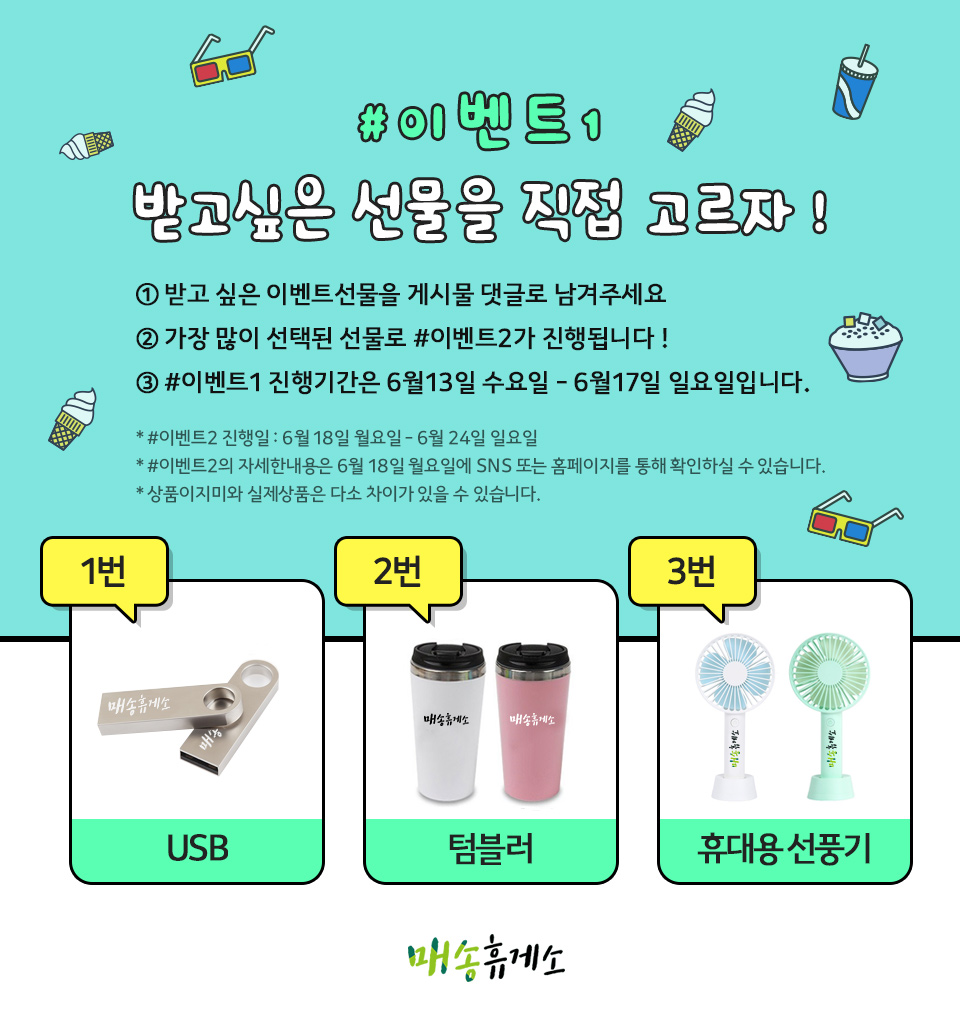 #이벤트1
받고싶은 선물을 직접 고르자 !
① 받고 싶은 이벤트선물을 게시물 댓글로 남겨주세요
② 가장 많이 선택된 선물로 #이벤트2가 진행됩니다 !
③ #이벤트1 진행기간은 6월13일 수요일 - 6월17일 일요일입니다.
* #이벤트2 진행일 : 6월 18일 월요일 - 6월 24일 일요일
* #이벤트2의 자세한내용은 6월 18일 월요일에 SNS 또는 홈페이지를 통해 확인하실 수 있습니다.
* 상품이지미와 실제상품은 다소 차이가 있을 수 있습니다.
1번
2번
3번
매송휴게소
매송
매송휴게소
매송휴게소
USB
텀블러
휴대용 선풍기
매송휴게소